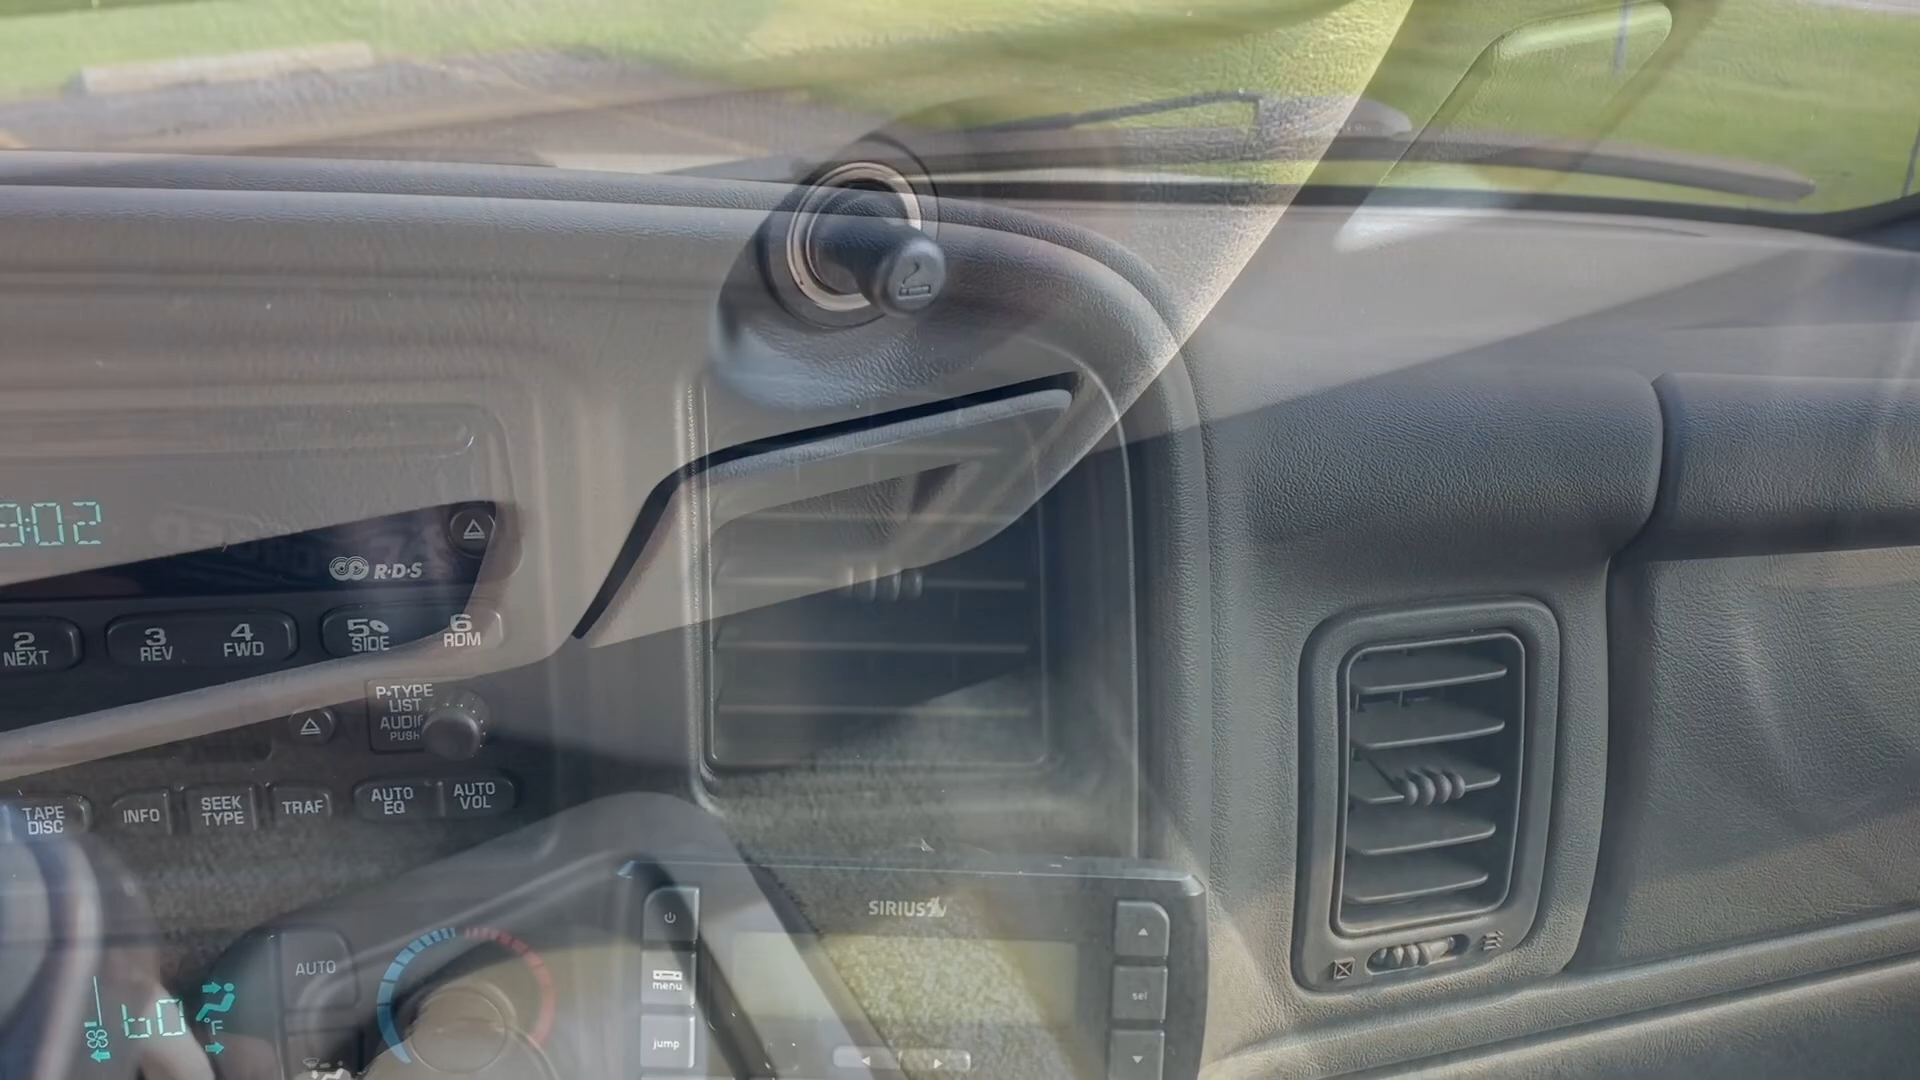 :02
R·D·S
2 NEXT
3 REV
4 FWD
5 SIDE
6 RDM
P·TYPE
LIST
AUDIO
PUSH
TAPE DISC
INFO
SEEK TYPE
TRAF
AUTO EQ
AUTO VOL
SIRIUS
AUTO
menu
sel
60
°F
jump